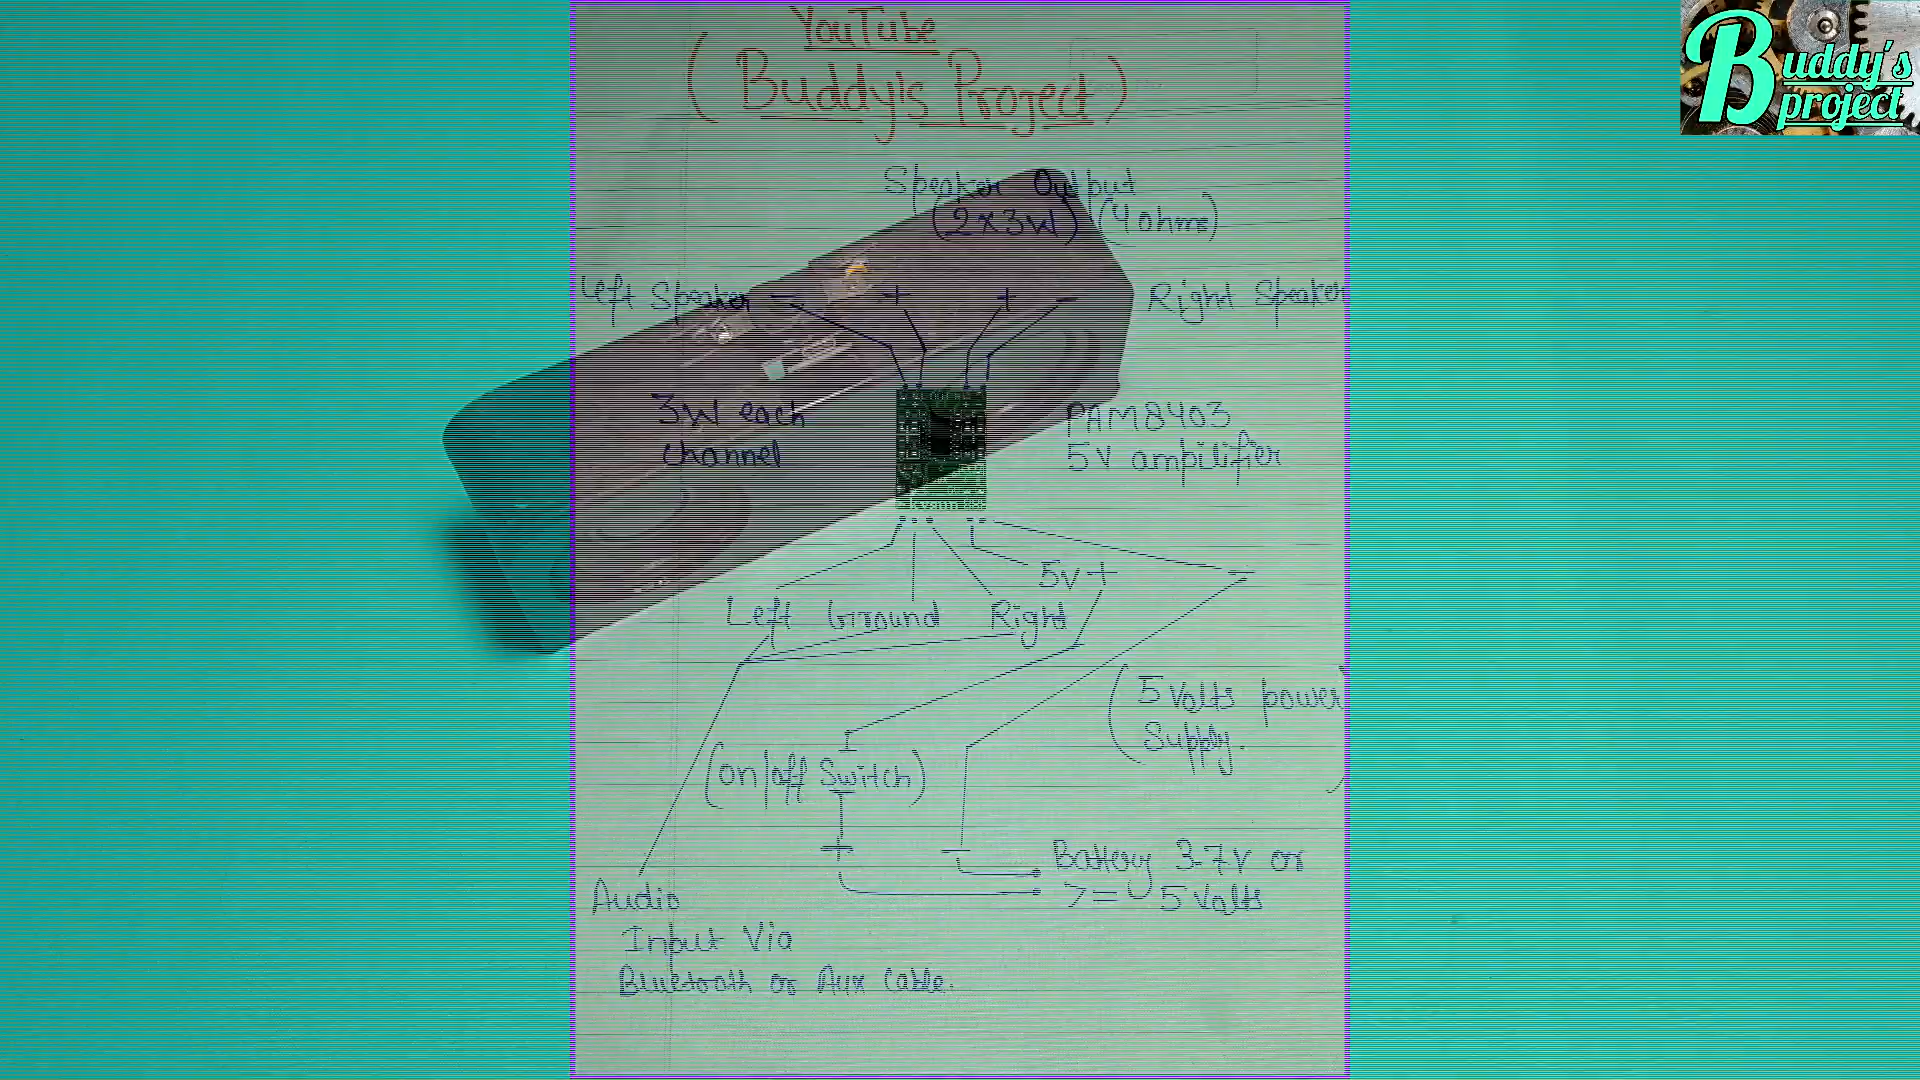 YouTube
(Buddy's Project)
Buddy's
project
Speaker Output
(2x3W) (4 ohms)
Left Speaker - + + - Right Speaker
3W each
channel
PAM8403
5V ampilifier
5V + -
Left Ground Right
(5 Volts power
Supply.)
(on/off Switch)
+ -
Battery 3.7V or
>= 5 Volts
Audio
Input Via
Bluetooth or Aux Cable.